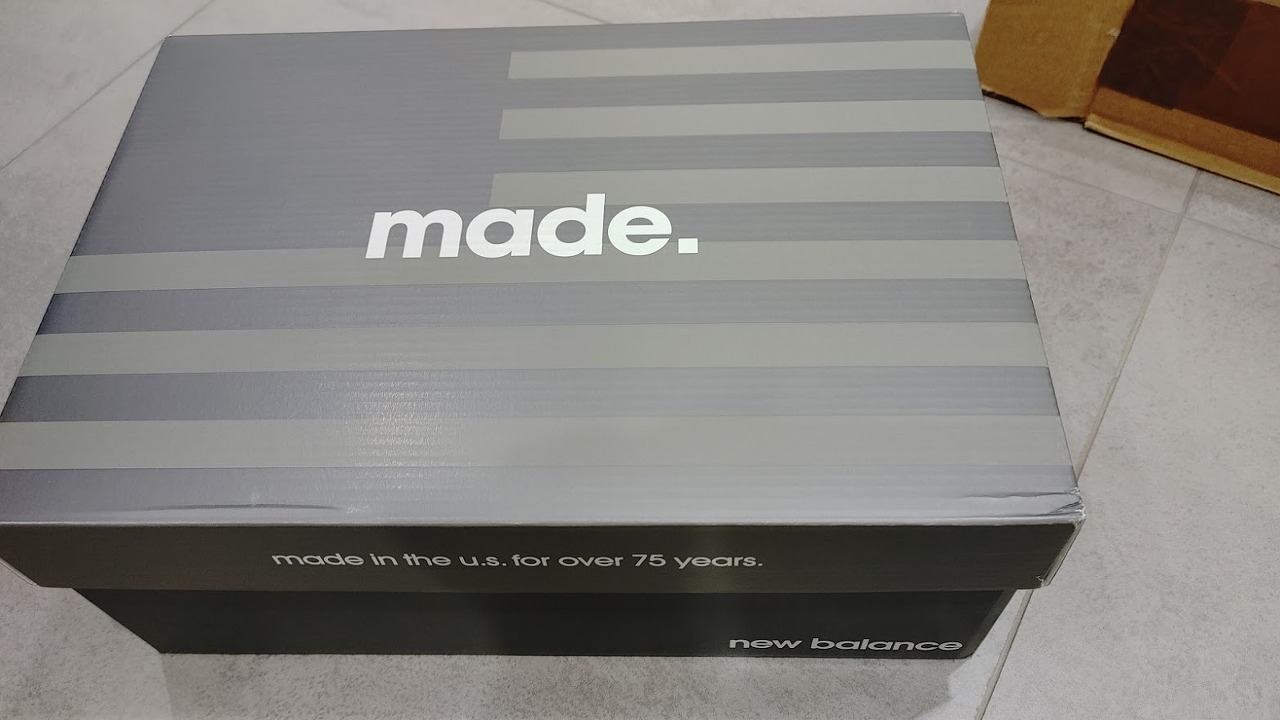 made.
made in the u.s. for over 75 years.
new balance